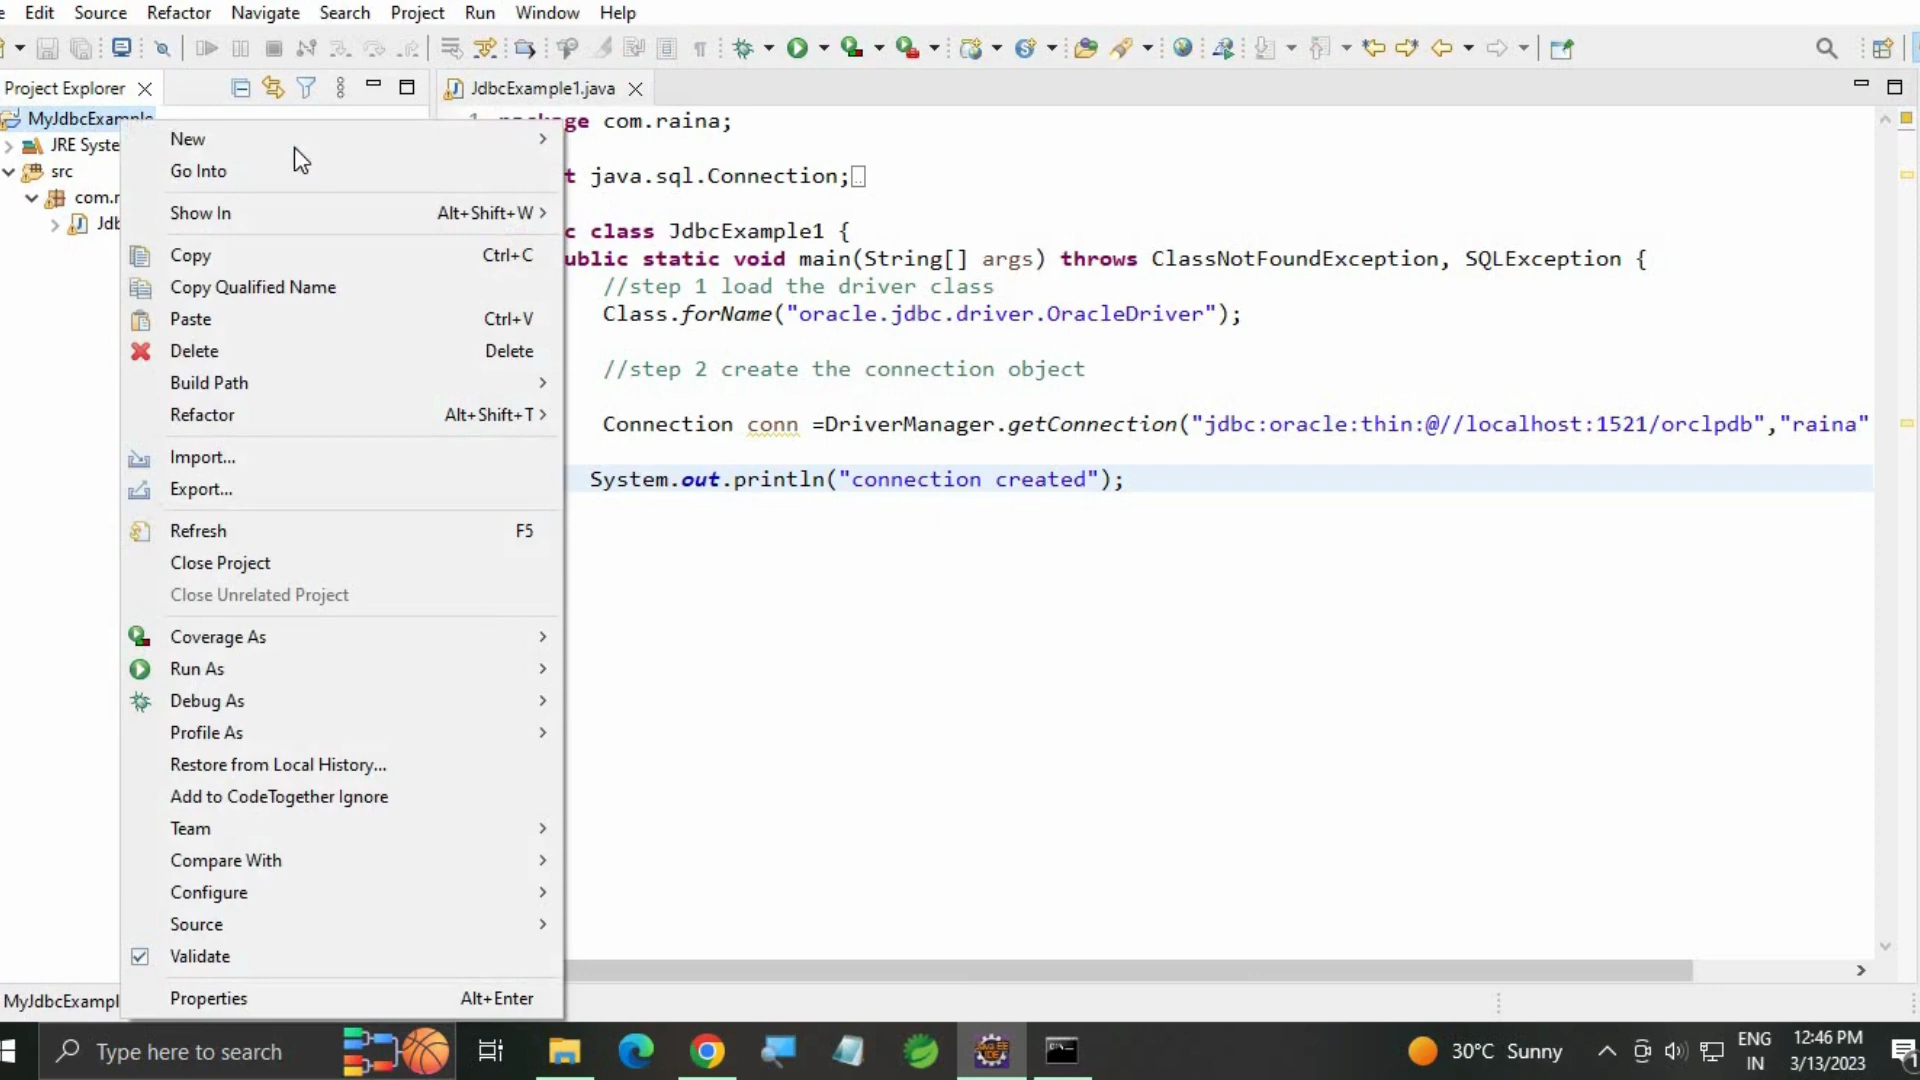 Edit Source Refactor Navigate Search Project Run Window Help
Project Explorer
JdbcExample1.java
MyJdbcExample
JRE Syste
src
com.r
Jdb
New
Go Into
Show In Alt+Shift+W
Copy Ctrl+C
Copy Qualified Name
Paste Ctrl+V
Delete Delete
Build Path
Refactor Alt+Shift+T
Import...
Export...
Refresh F5
Close Project
Close Unrelated Project
Coverage As
Run As
Debug As
Profile As
Restore from Local History...
Add to CodeTogether Ignore
Team
Compare With
Configure
Source
Validate
Properties Alt+Enter
1 package com.raina;
t java.sql.Connection;
c class JdbcExample1 {
ublic static void main(String[] args) throws ClassNotFoundException, SQLException {
//step 1 load the driver class
Class.forName("oracle.jdbc.driver.OracleDriver");
//step 2 create the connection object
Connection conn =DriverManager.getConnection("jdbc:oracle:thin:@//localhost:1521/orclpdb","raina"
System.out.println("connection created");
MyJdbcExampl
Type here to search
30°C Sunny
ENG
IN
12:46 PM
3/13/2023